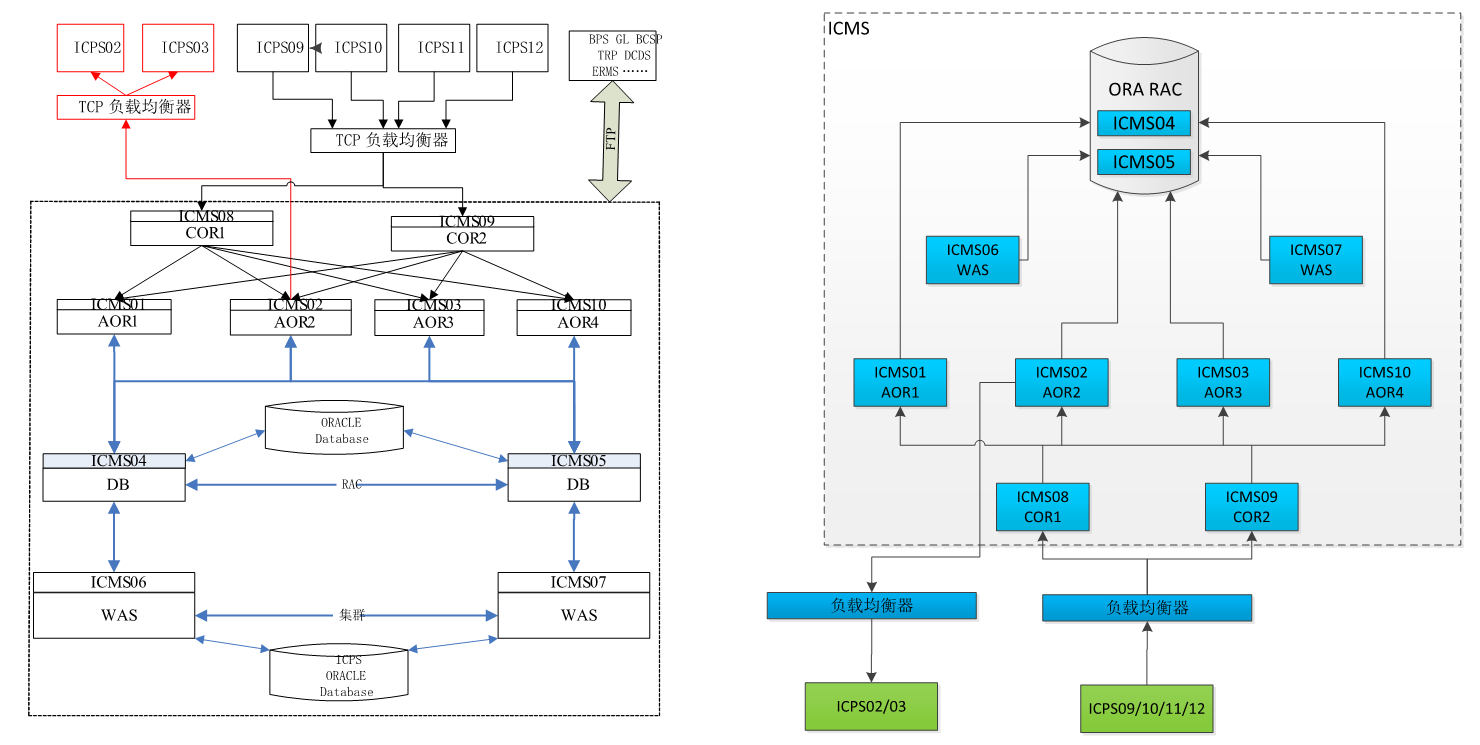 ICPS02
ICPS03
ICPS09
ICPS10
ICPS11
ICPS12
BPS GL BCSP
TRP DCDS
ERMS ……
TCP 负载均衡器
TCP 负载均衡器
FTP
ICMS08
COR1
ICMS09
COR2
ICMS01
AOR1
ICMS02
AOR2
ICMS03
AOR3
ICMS10
AOR4
ORACLE
Database
ICMS04
DB
RAC
ICMS05
DB
ICMS06
WAS
集群
ICMS07
WAS
ICPS
ORACLE
Database
ICMS
ORA RAC
ICMS04
ICMS05
ICMS06
WAS
ICMS07
WAS
ICMS01
AOR1
ICMS02
AOR2
ICMS03
AOR3
ICMS10
AOR4
ICMS08
COR1
ICMS09
COR2
负载均衡器
负载均衡器
ICPS02/03
ICPS09/10/11/12